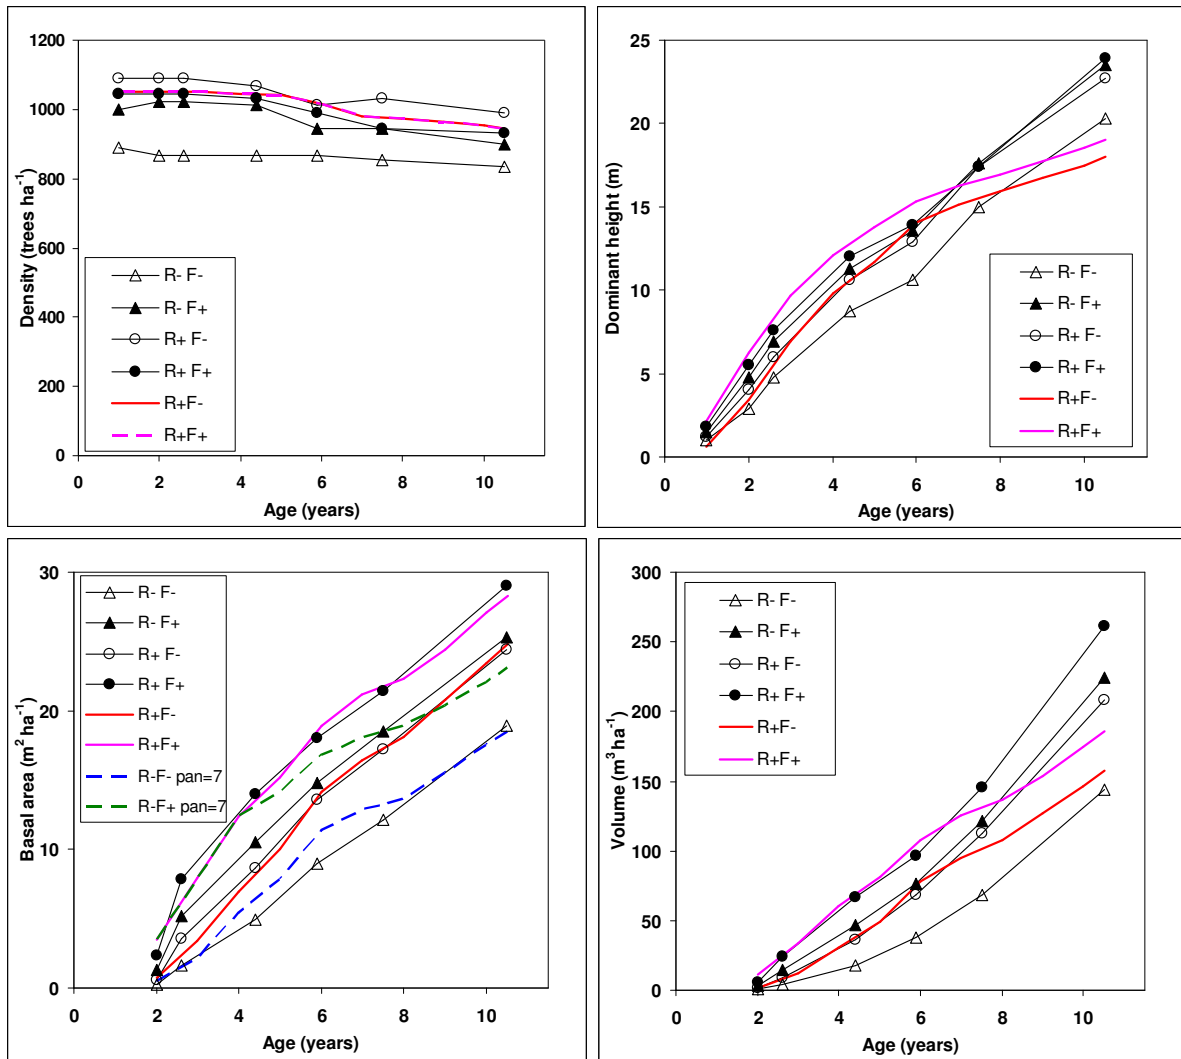 1200
1000
800
600
400
200
0
Density (trees ha-1)
R- F-
R- F+
R+ F-
R+ F+
R+F-
R+F+
0 2 4 6 8 10
Age (years)
25
20
15
10
5
0
Dominant height (m)
R- F-
R- F+
R+ F-
R+ F+
R+F-
R+F+
0 2 4 6 8 10
Age (years)
30
20
10
0
Basal area (m2 ha-1)
R- F-
R- F+
R+ F-
R+ F+
R+F-
R+F+
R-F- pan=7
R-F+ pan=7
0 2 4 6 8 10
Age (years)
300
250
200
150
100
50
0
Volume (m3 ha-1)
R- F-
R- F+
R+ F-
R+ F+
R+F-
R+F+
0 2 4 6 8 10
Age (years)